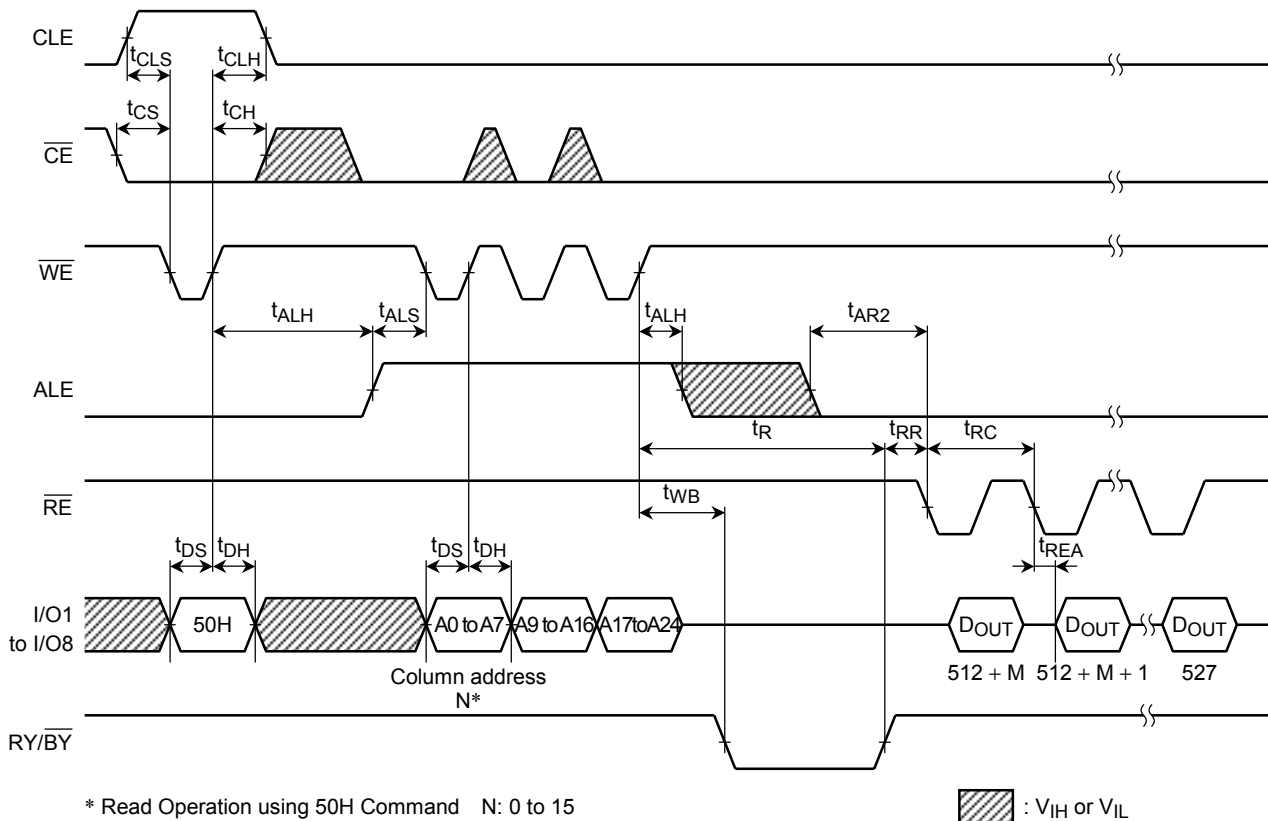 CLE
tCLS
tCLH
tCS
tCH
CE
WE
tALH
tALS
tALH
tAR2
ALE
tR
tRR
tRC
RE
tWB
tDS
tDH
tDS
tDH
tREA
I/O1
to I/O8
50H
A0 to A7
A9 to A16
A17 to A24
DOUT
DOUT
DOUT
Column address
N*
512 + M
512 + M + 1
527
RY/BY
* Read Operation using 50H Command N: 0 to 15
: VIH or VIL